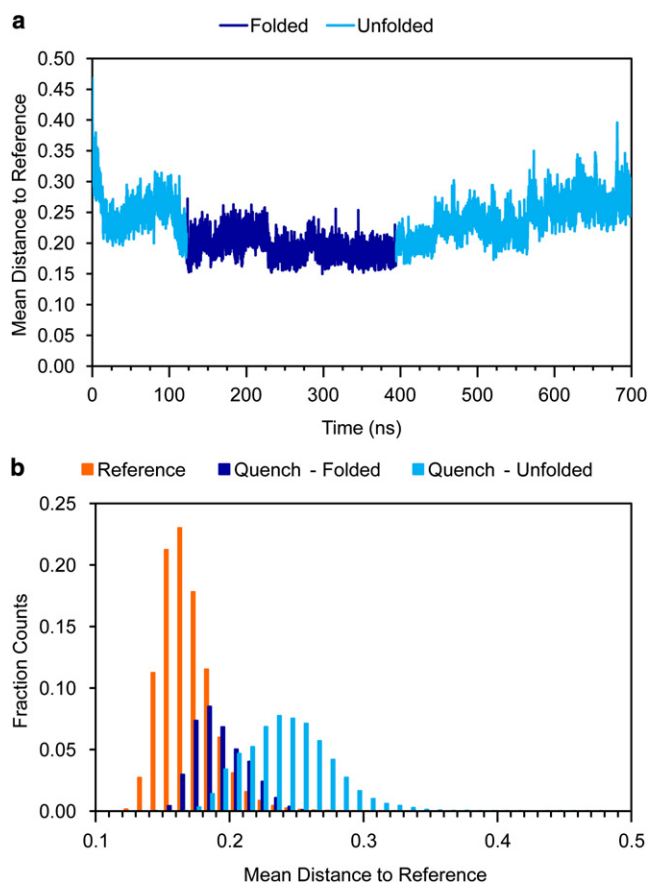 a
Folded Unfolded
Mean Distance to Reference
0.50
0.45
0.40
0.35
0.30
0.25
0.20
0.15
0.10
0.05
0.00
0 100 200 300 400 500 600 700
Time (ns)
b
Reference Quench - Folded Quench - Unfolded
Fraction Counts
0.25
0.20
0.15
0.10
0.05
0.00
0.1 0.2 0.3 0.4 0.5
Mean Distance to Reference